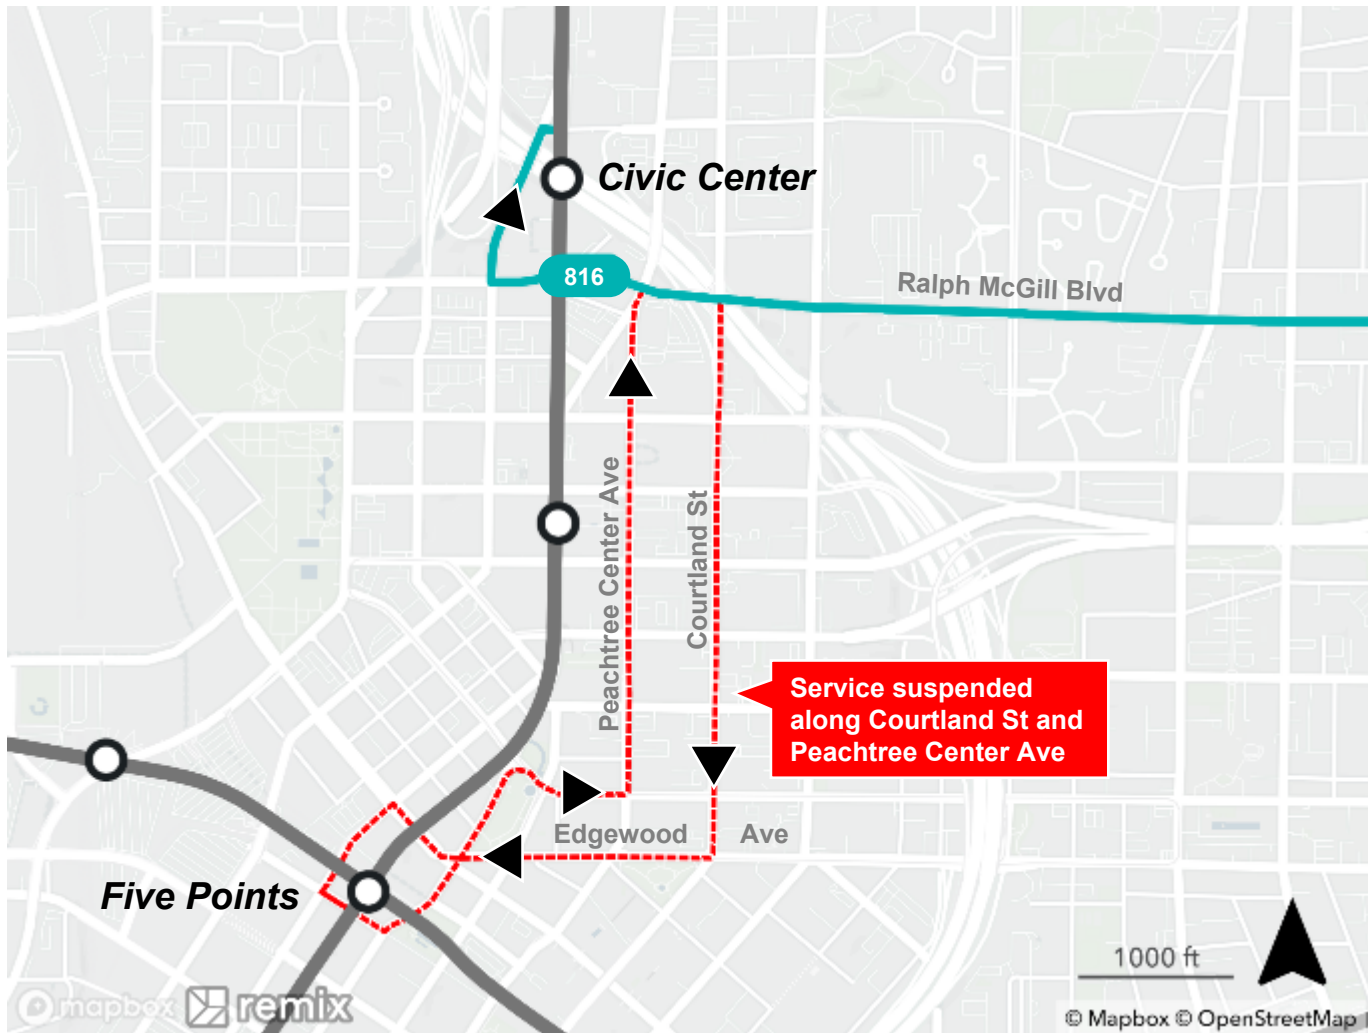 Civic Center
816
Ralph McGill Blvd
Peachtree Center Ave
Courtland St
Service suspended
along Courtland St and
Peachtree Center Ave
Edgewood Ave
Five Points
1000 ft
mapbox remix
© Mapbox © OpenStreetMap